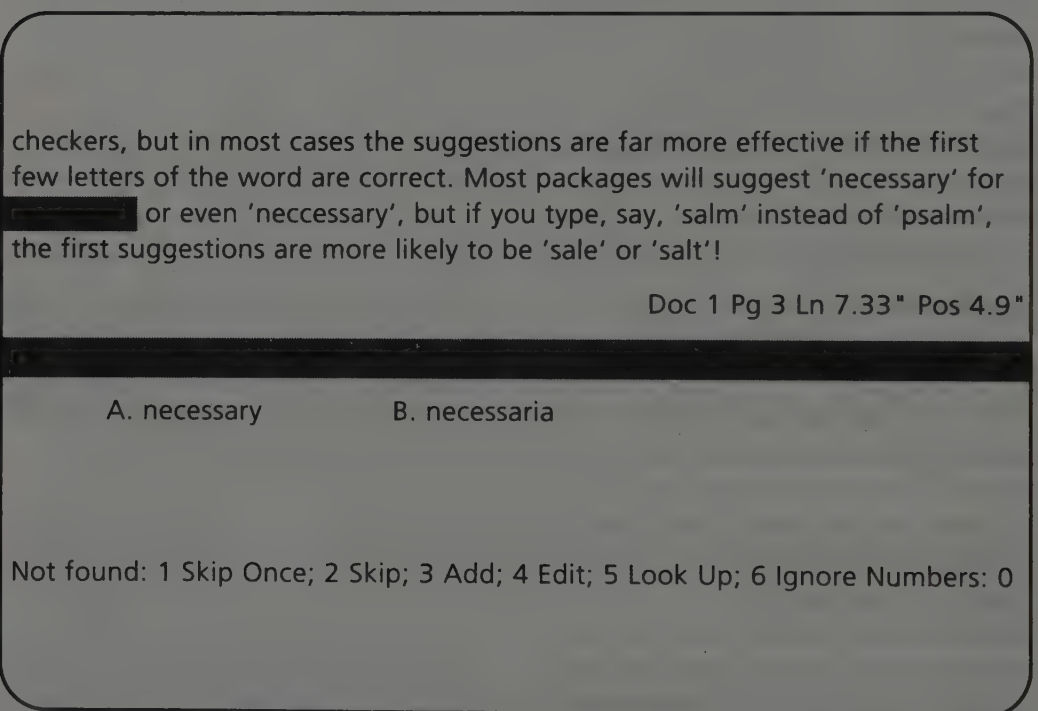 checkers, but in most cases the suggestions are far more effective if the first
few letters of the word are correct. Most packages will suggest 'necessary' for
or even 'neccessary', but if you type, say, 'salm' instead of 'psalm',
the first suggestions are more likely to be 'sale' or 'salt'!
Doc 1 Pg 3 Ln 7.33" Pos 4.9"
A. necessary B. necessaria
Not found: 1 Skip Once; 2 Skip; 3 Add; 4 Edit; 5 Look Up; 6 Ignore Numbers: 0